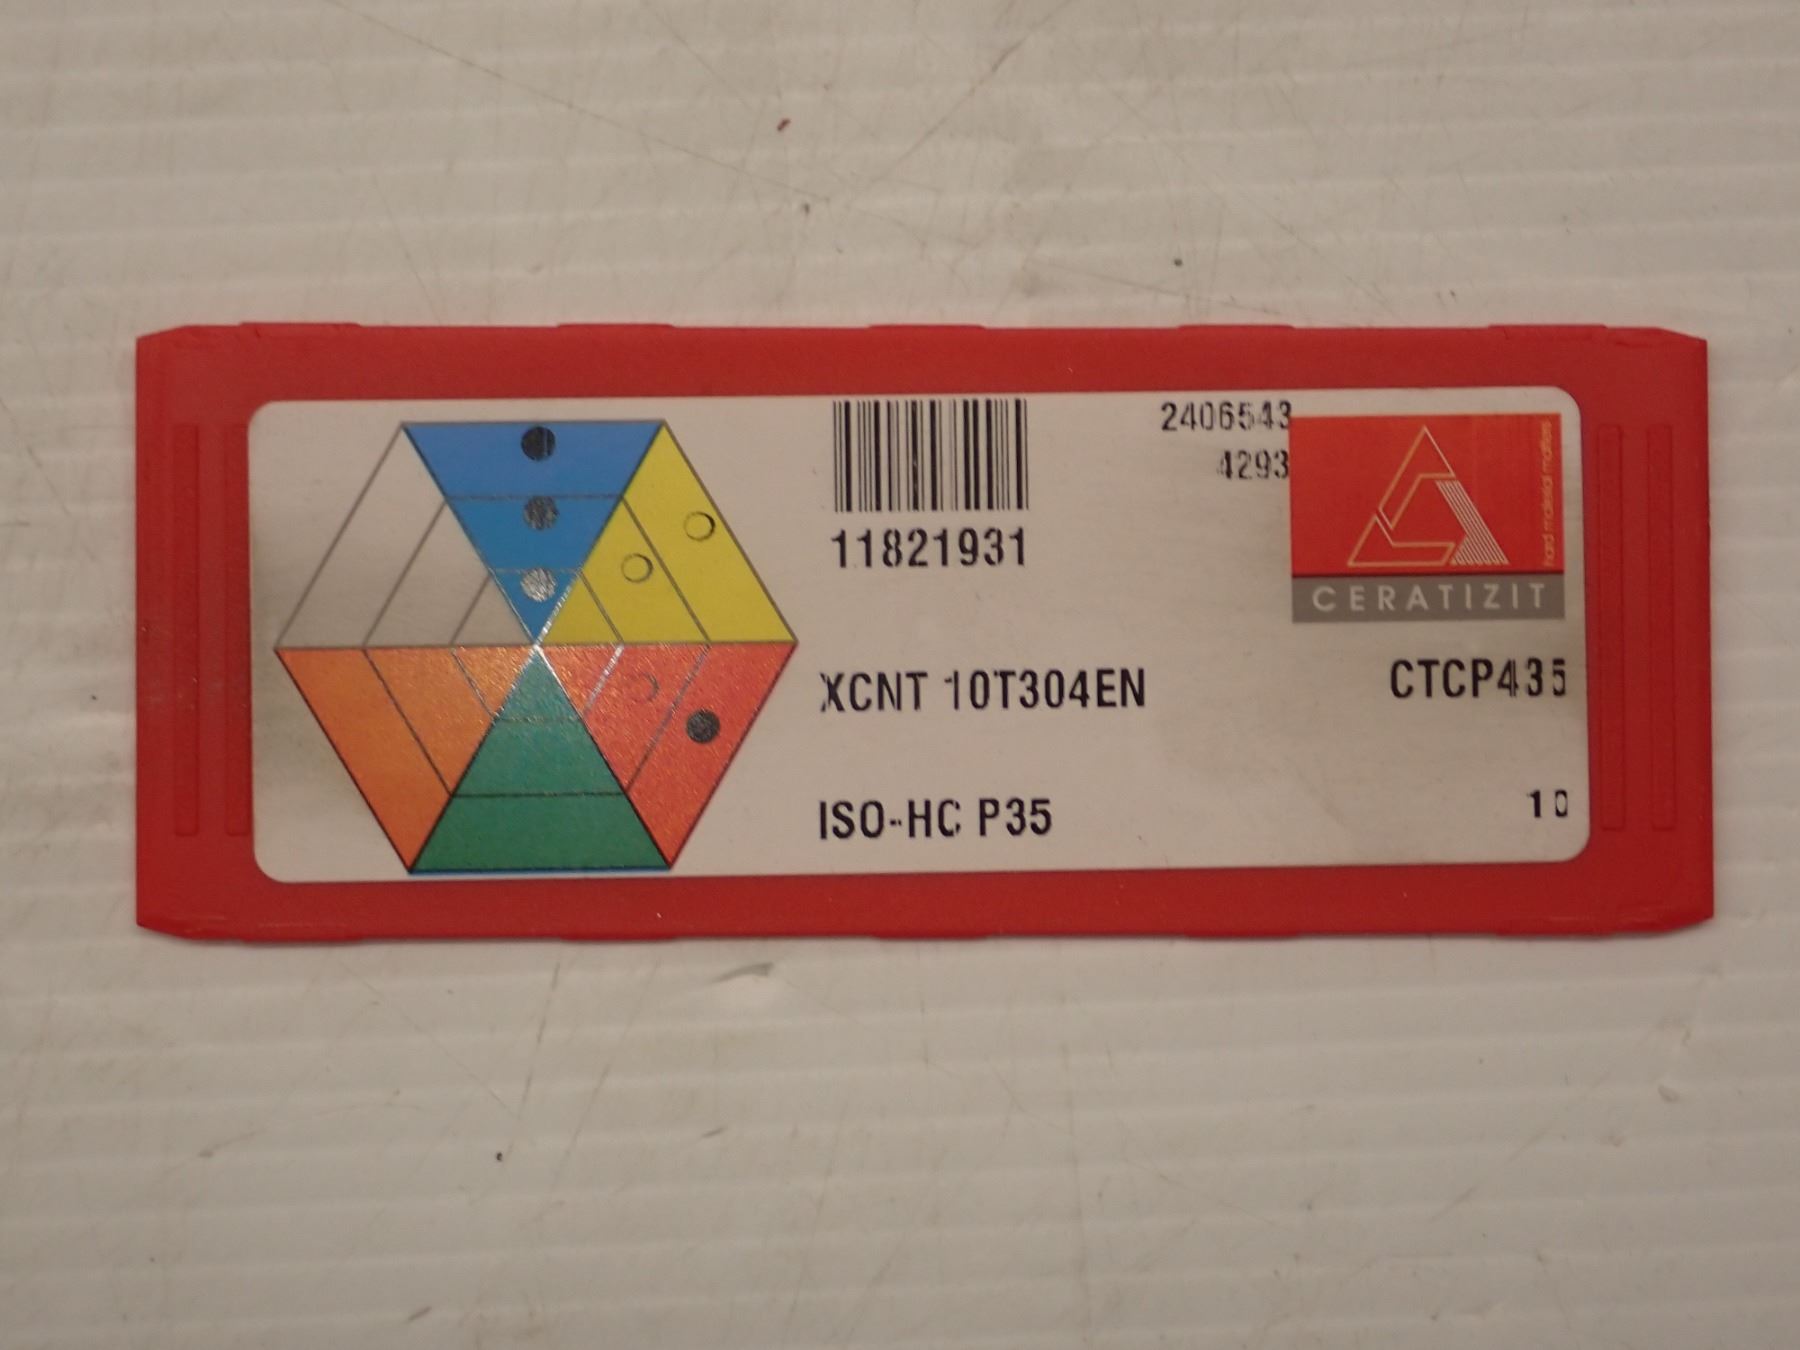 2406543
4293
11821931
hard material matters
CERATIZIT
XCNT 10T304EN
CTCP435
ISO-HC P35
10